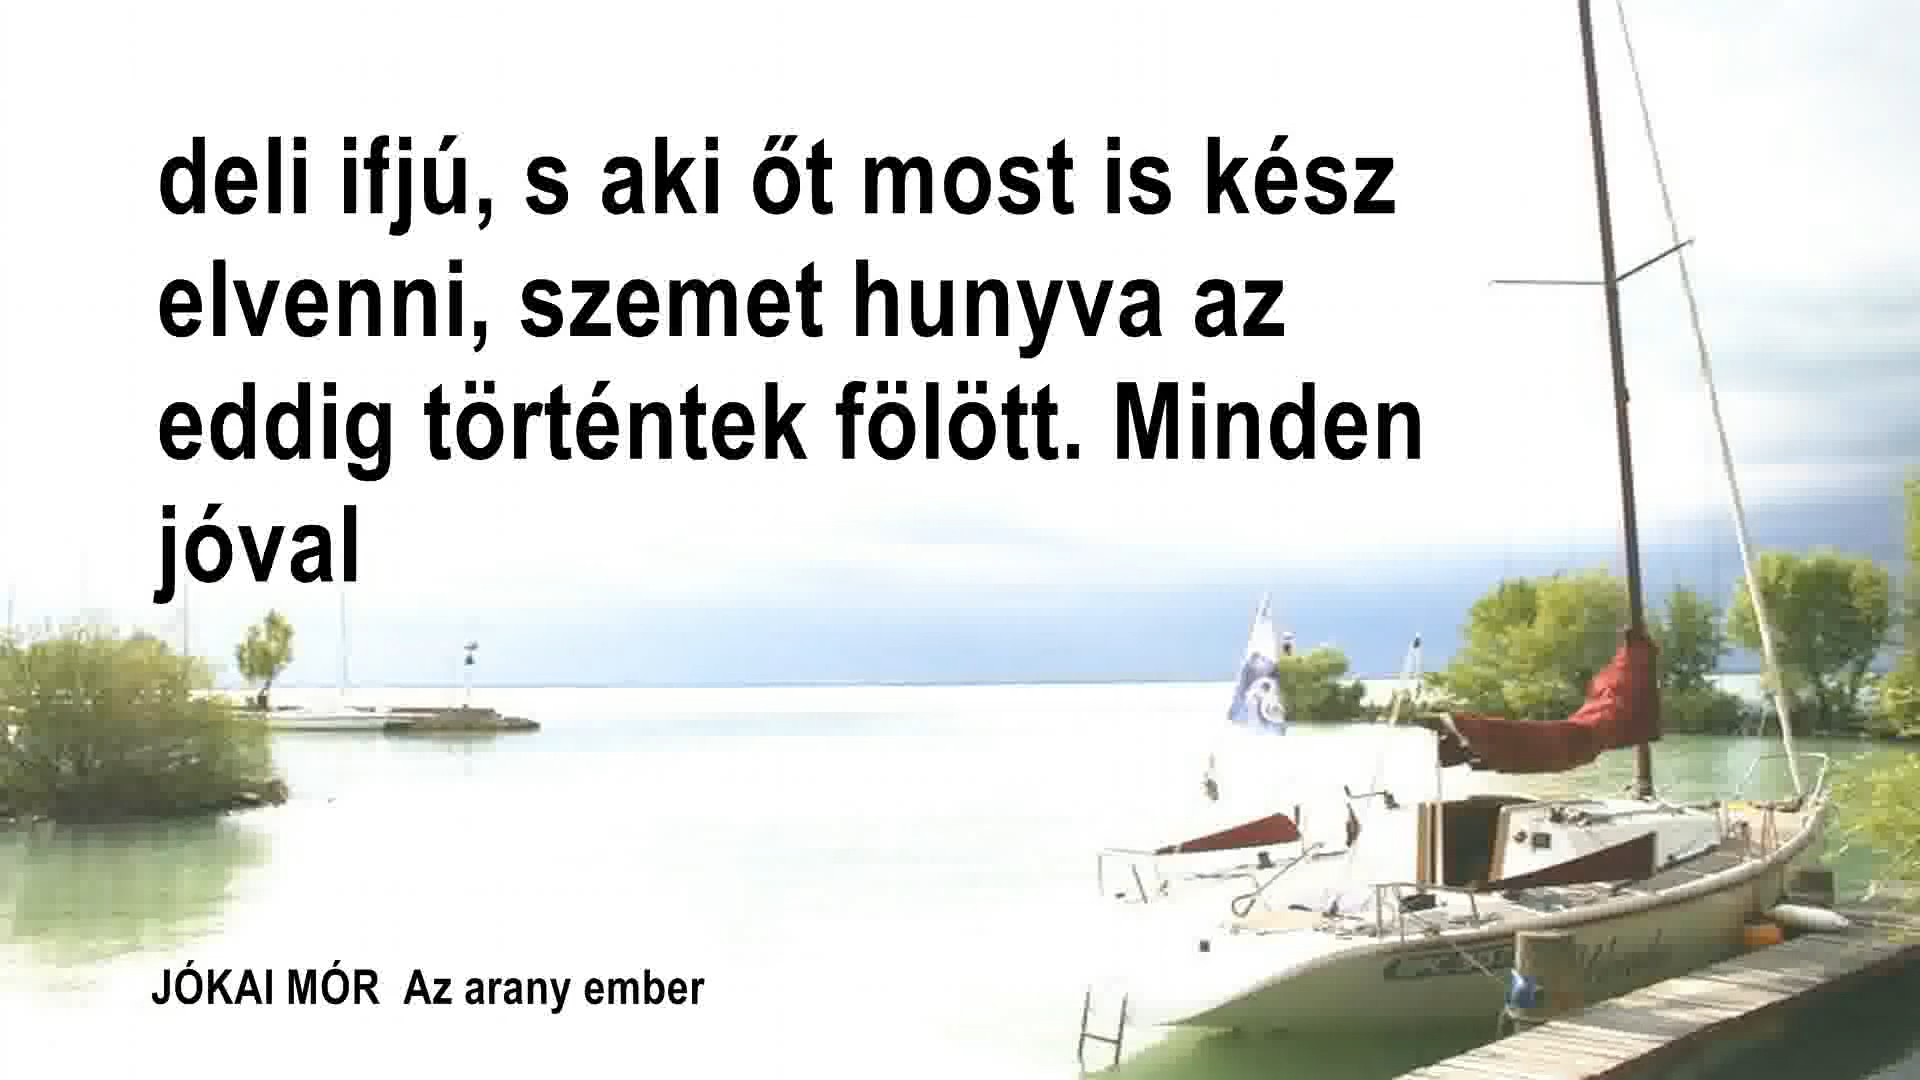 deli ifjú, s aki őt most is kész
elvenni, szemet hunyva az
eddig történtek fölött. Minden
jóval
JÓKAI MÓR  Az arany ember